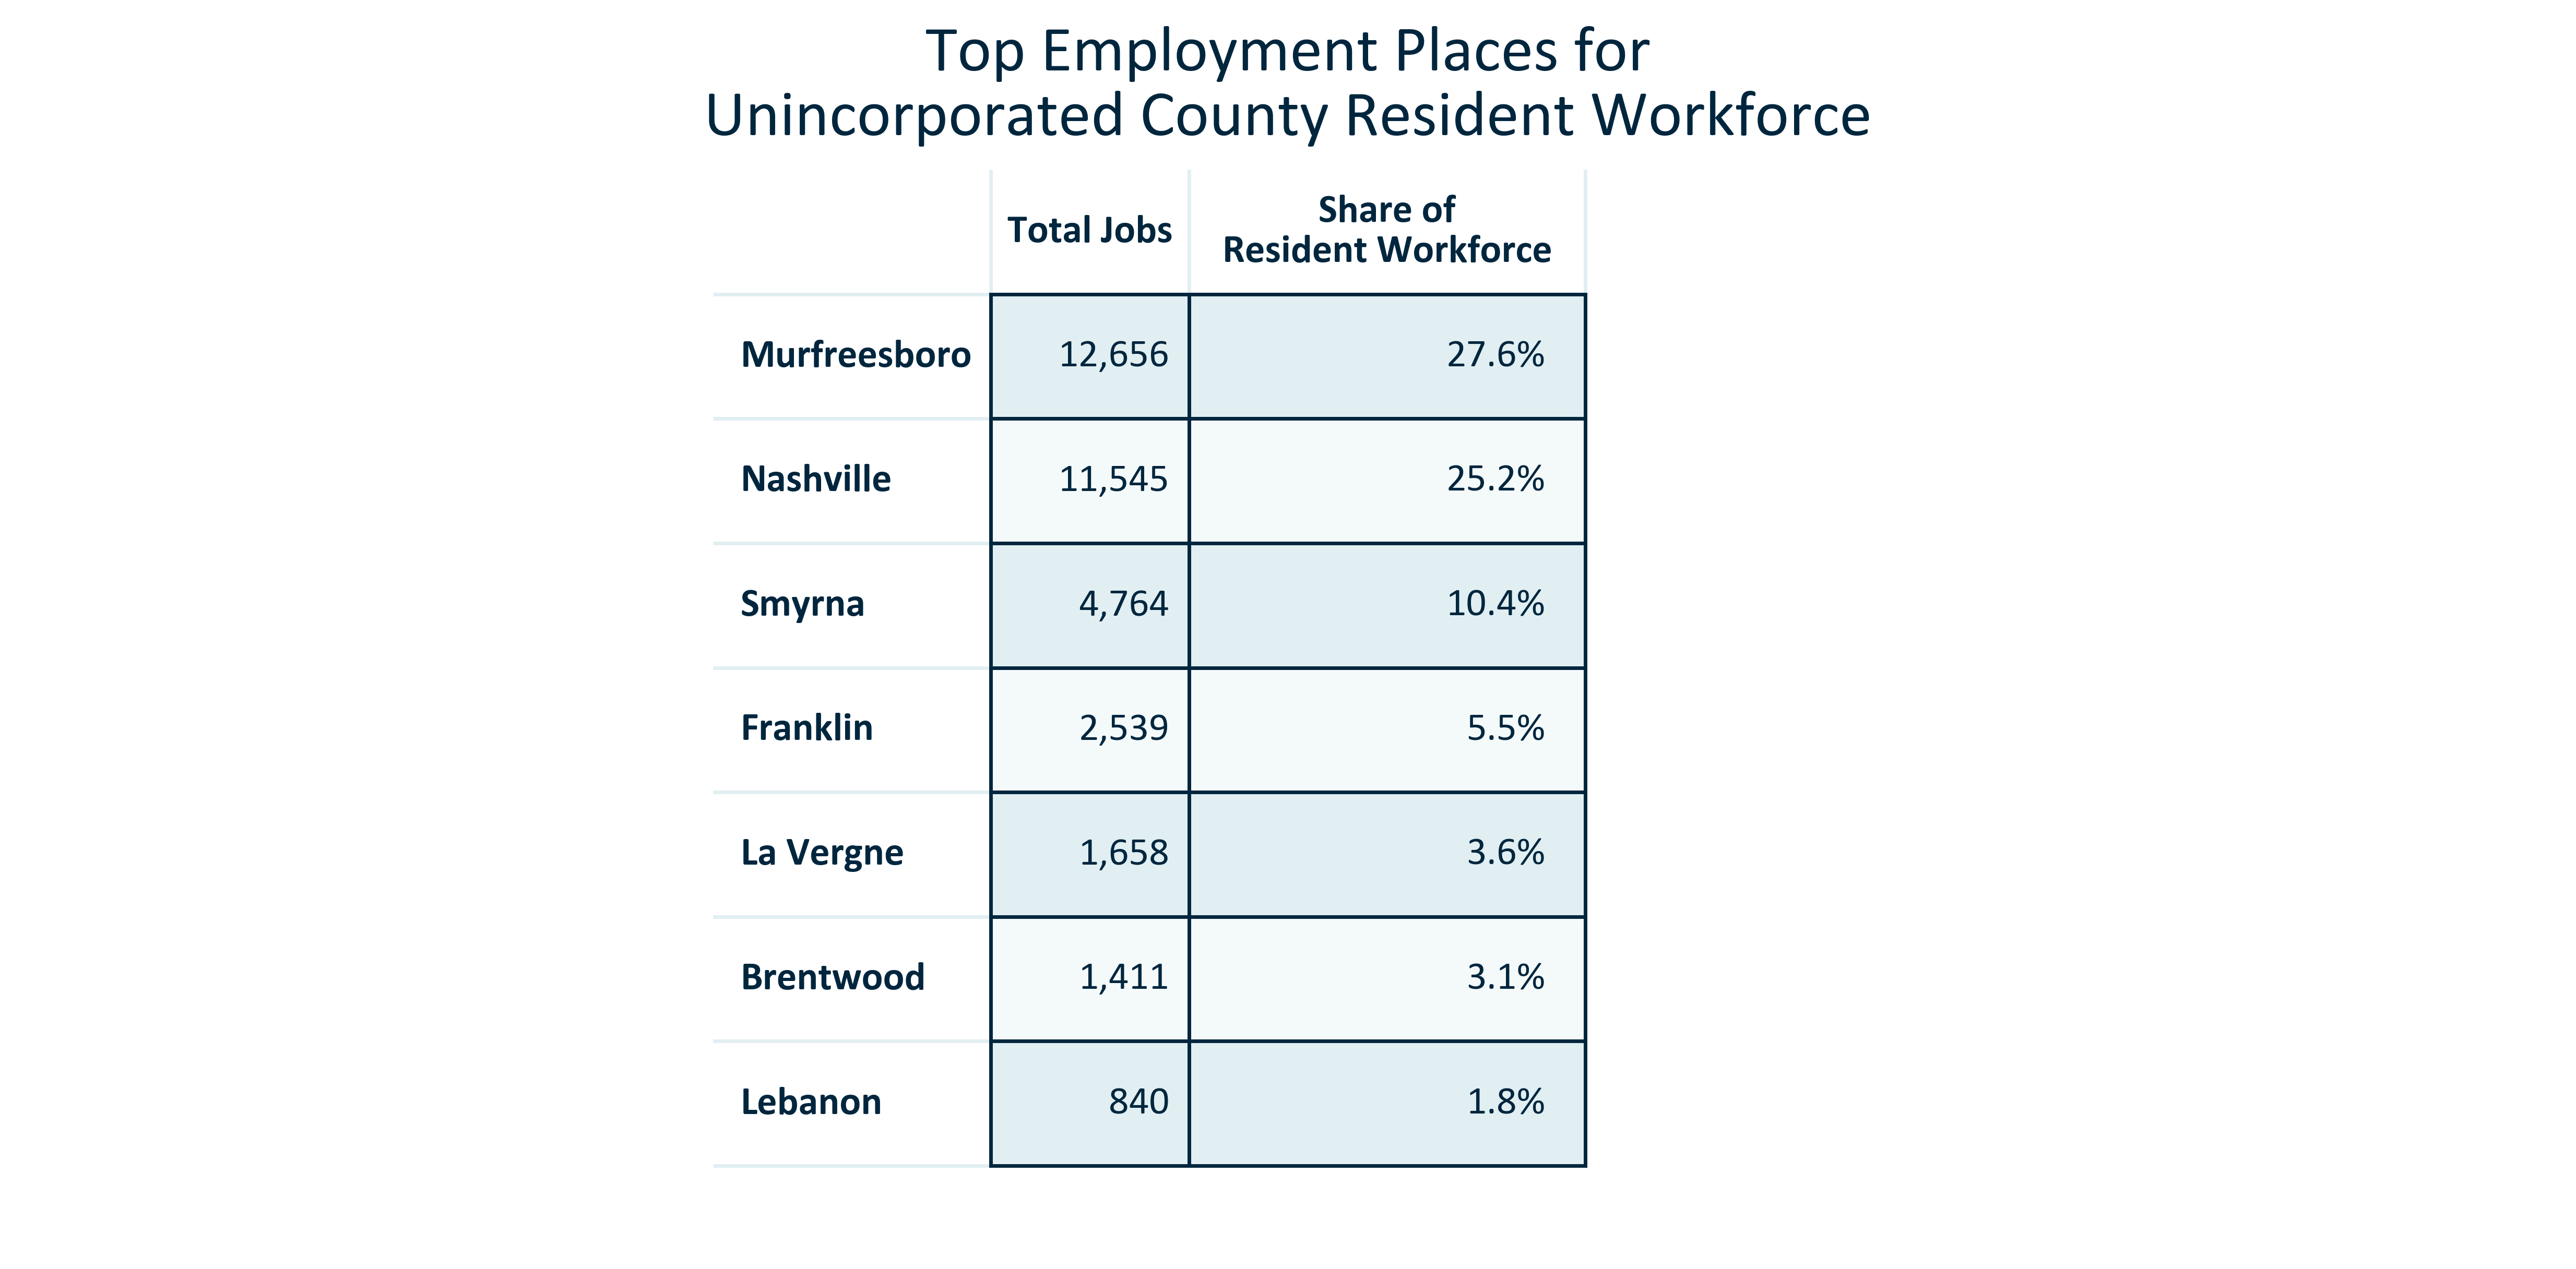 Top Employment Places for
Unincorporated County Resident Workforce
Total Jobs
Share of
Resident Workforce
Murfreesboro 12,656 27.6%
Nashville 11,545 25.2%
Smyrna 4,764 10.4%
Franklin 2,539 5.5%
La Vergne 1,658 3.6%
Brentwood 1,411 3.1%
Lebanon 840 1.8%